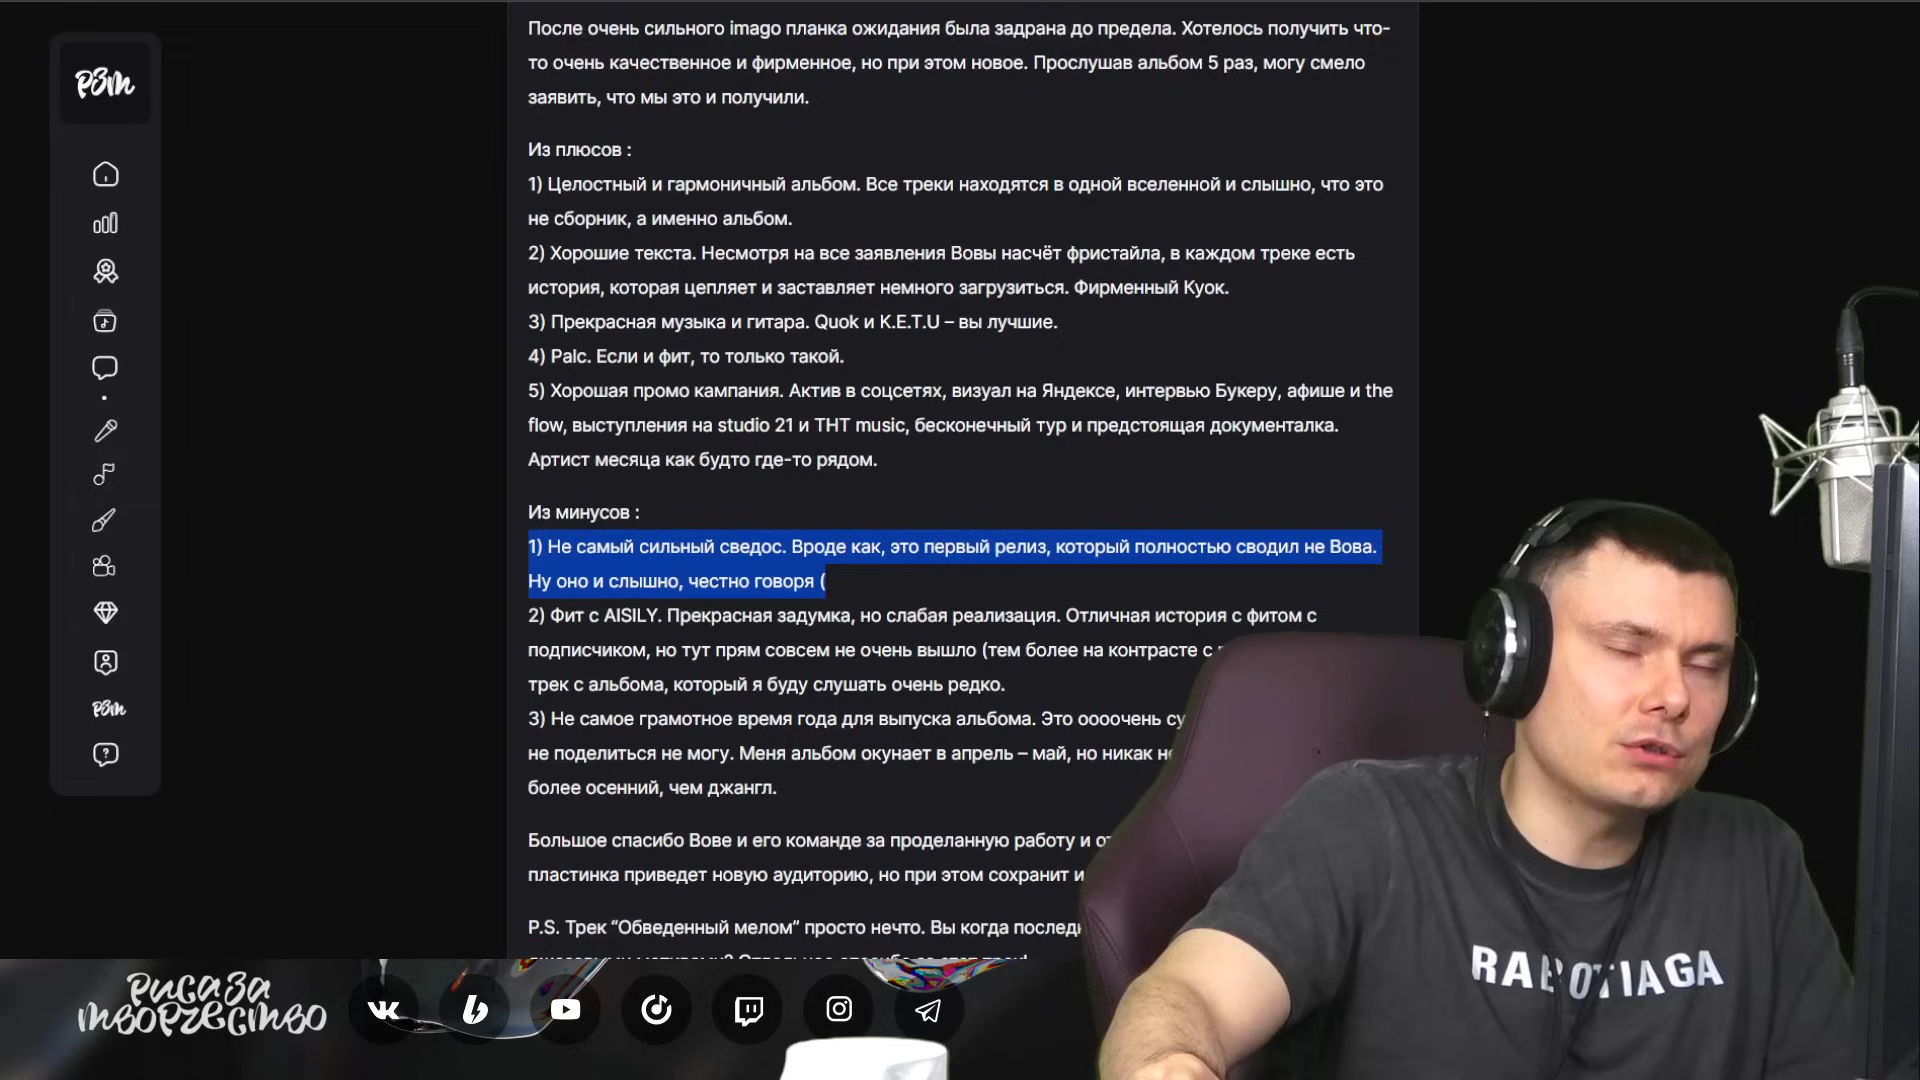 После очень сильного imago планка ожидания была задрана до предела. Хотелось получить что-
то очень качественное и фирменное, но при этом новое. Прослушав альбом 5 раз, могу смело
заявить, что мы это и получили.
Из плюсов :
1) Целостный и гармоничный альбом. Все треки находятся в одной вселенной и слышно, что это
не сборник, а именно альбом.
2) Хорошие текста. Несмотря на все заявления Вовы насчёт фристайла, в каждом треке есть
история, которая цепляет и заставляет немного загрузиться. Фирменный Куок.
3) Прекрасная музыка и гитара. Quok и K.E.T.U – вы лучшие.
4) Palc. Если и фит, то только такой.
5) Хорошая промо кампания. Актив в соцсетях, визуал на Яндексе, интервью Букеру, афише и the
flow, выступления на studio 21 и ТНТ music, бесконечный тур и предстоящая документалка.
Артист месяца как будто где-то рядом.
Из минусов :
1) Не самый сильный сведос. Вроде как, это первый релиз, который полностью сводил не Вова.
Ну оно и слышно, честно говоря (
2) Фит с AISILY. Прекрасная задумка, но слабая реализация. Отличная история с фитом с
подписчиком, но тут прям совсем не очень вышло (тем более на контрасте с
трек с альбома, который я буду слушать очень редко.
3) Не самое грамотное время года для выпуска альбома. Это оооочень
не поделиться не могу. Меня альбом окунает в апрель – май, но никак
более осенний, чем джангл.
Большое спасибо Вове и его команде за проделанную работу и
пластинка приведет новую аудиторию, но при этом сохранит
P.S. Трек “Обведенный мелом” просто нечто. Вы когда
РЗТ
РЗТ
риса за
творчество